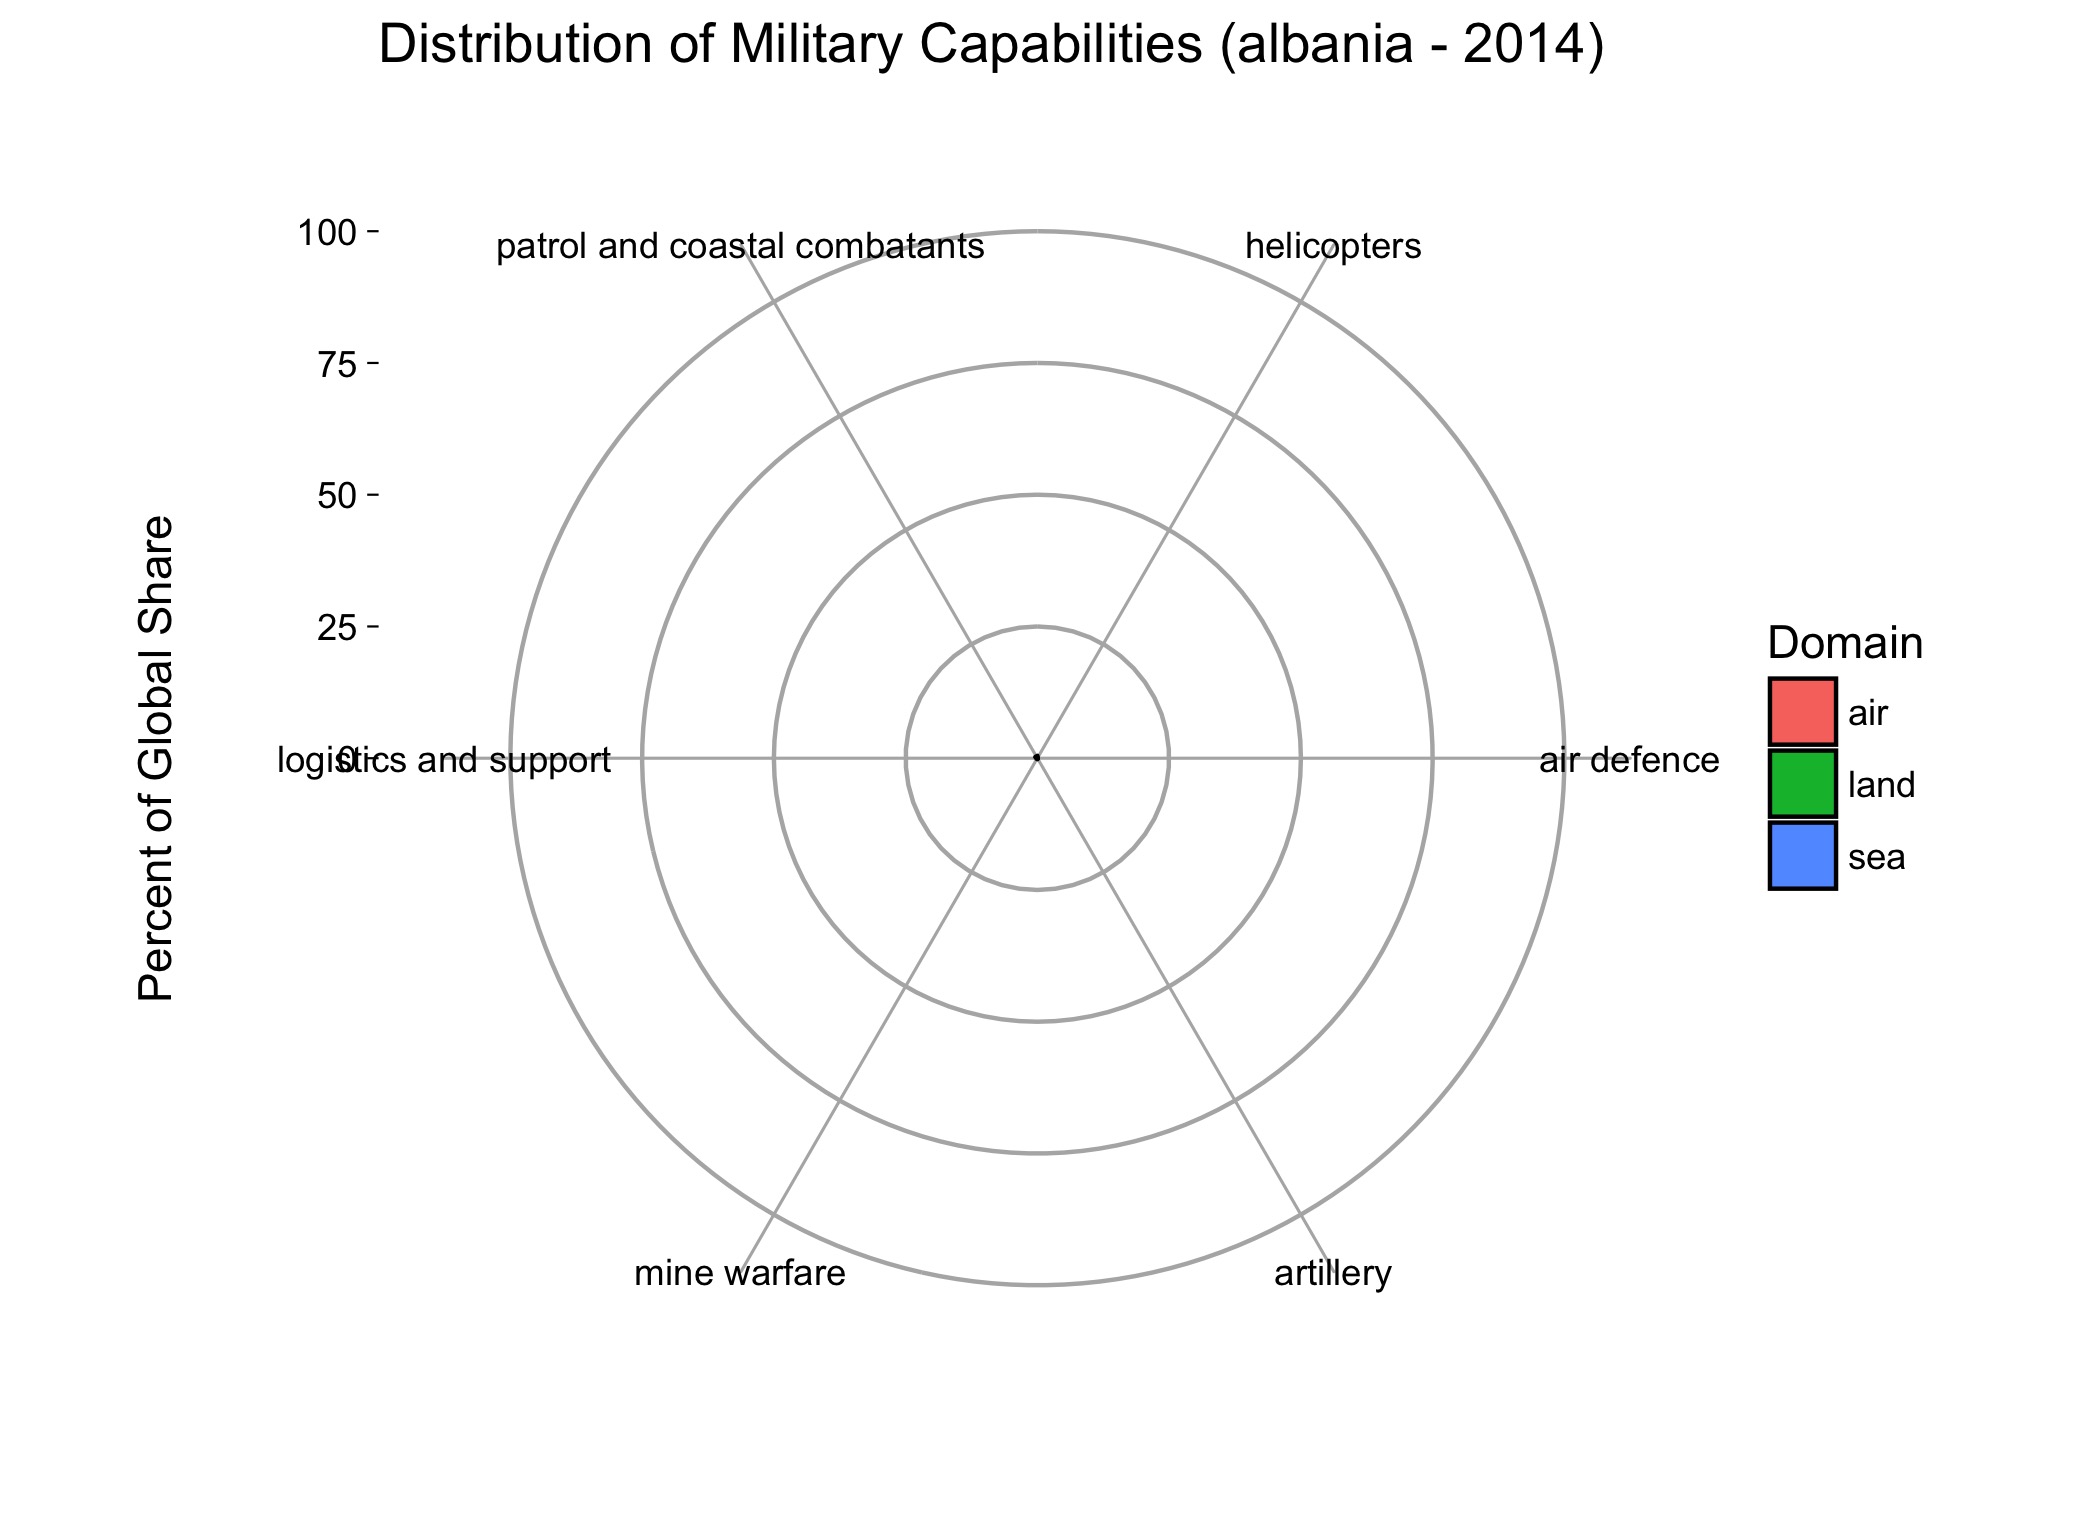 Distribution of Military Capabilities (albania - 2014)
100
patrol and coastal combatants
helicopters
75
50
25
Percent of Global Share
0
logistics and support
air defence
mine warfare
artillery
Domain
air
land
sea